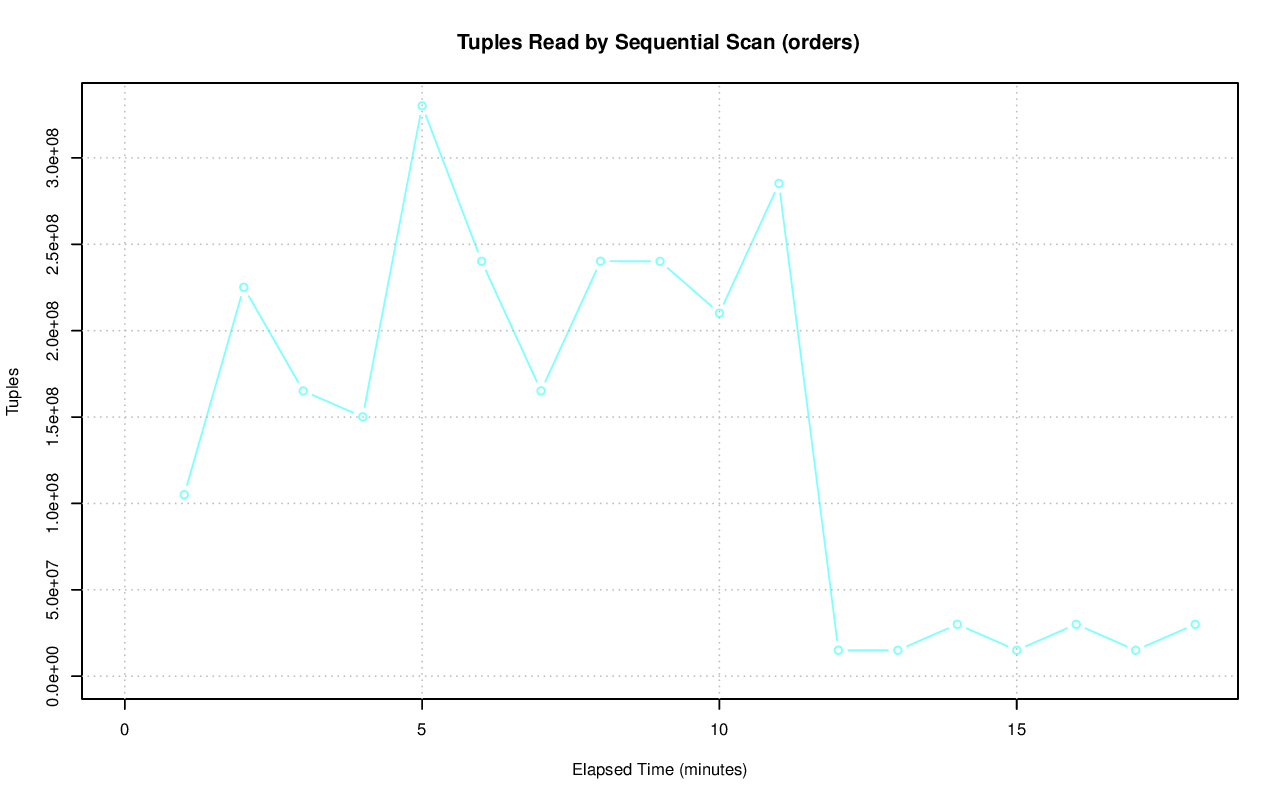 Tuples Read by Sequential Scan (orders)
Tuples
3.0e+08
2.5e+08
2.0e+08
1.5e+08
1.0e+08
5.0e+07
0.0e+00
0 5 10 15
Elapsed Time (minutes)